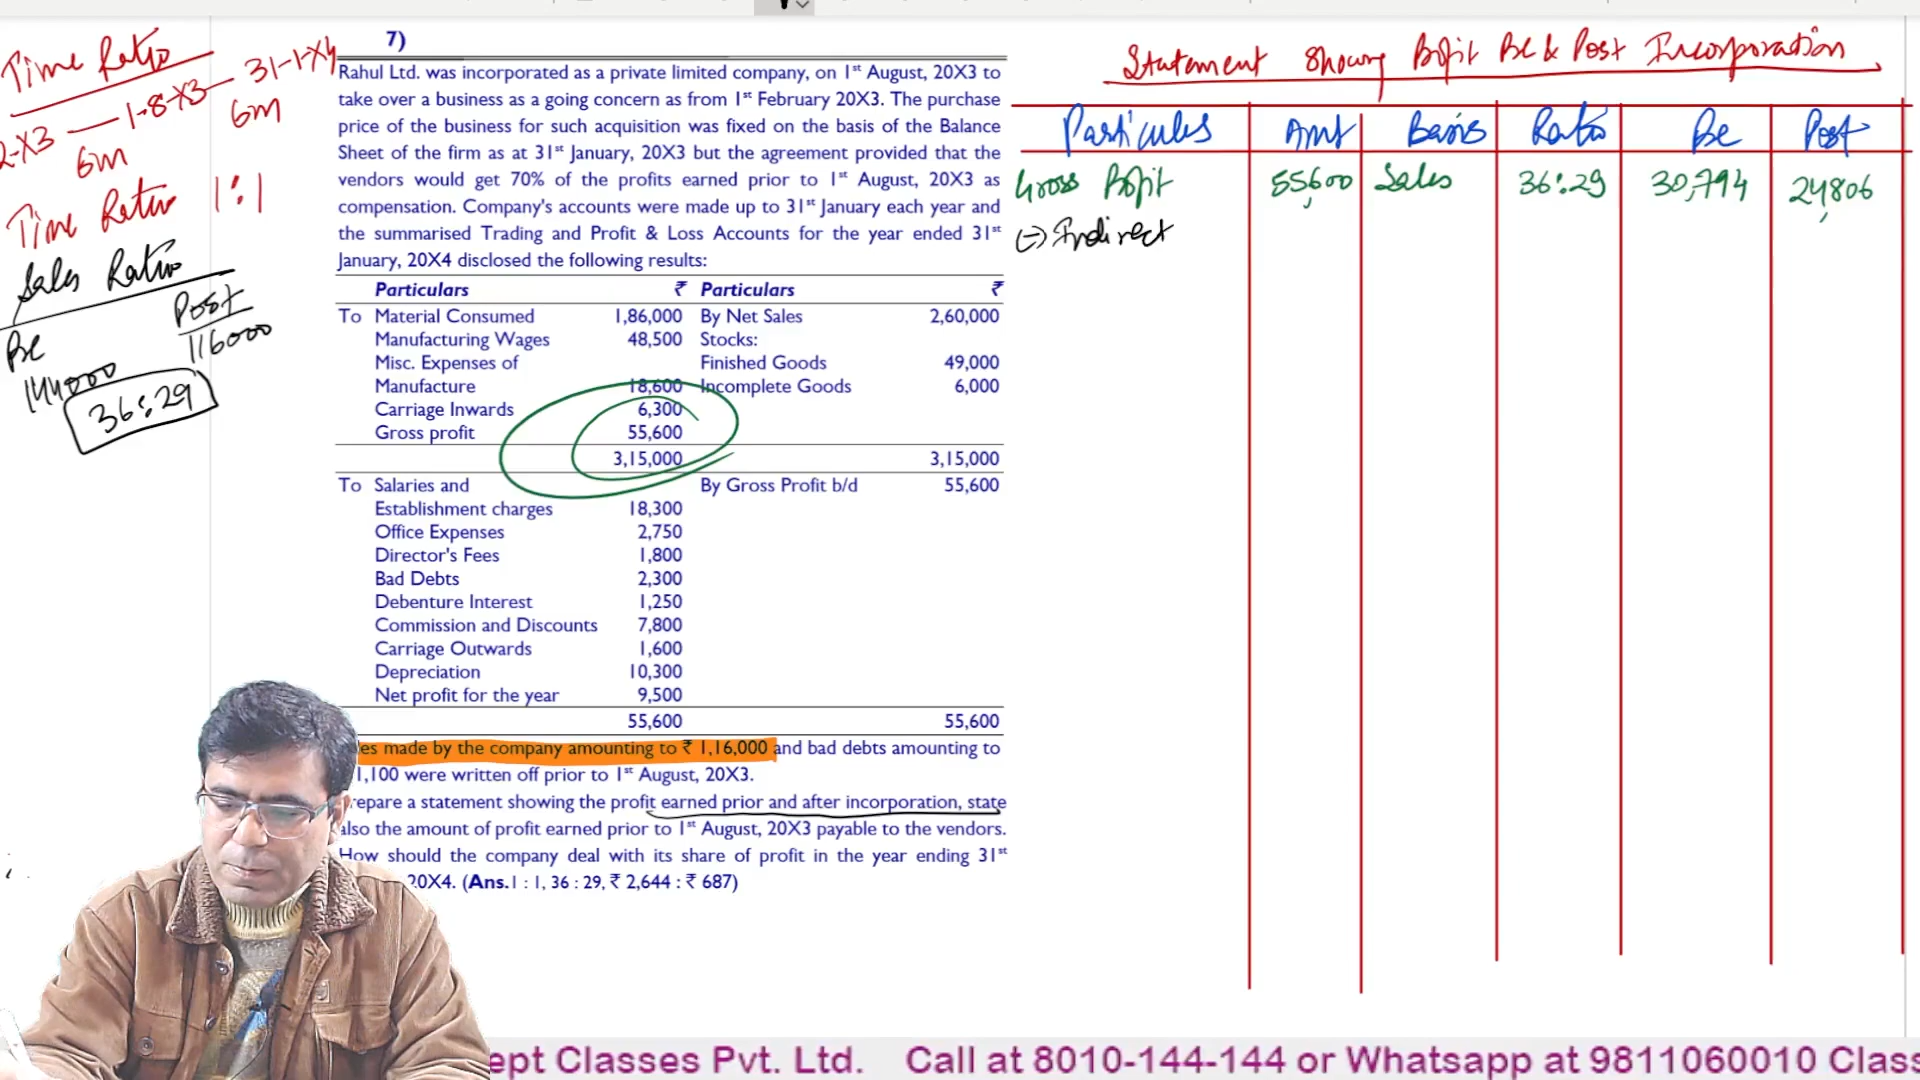 7)
Time Ratio
2-X3 — 1-8-X3 — 31-1-X4
6m 6m
Time Ratio 1:1
Sales Ratio
Pre Post
144000 116000
36:29
Rahul Ltd. was incorporated as a private limited company, on 1st August, 20X3 to
take over a business as a going concern as from 1st February 20X3. The purchase
price of the business for such acquisition was fixed on the basis of the Balance
Sheet of the firm as at 31st January, 20X3 but the agreement provided that the
vendors would get 70% of the profits earned prior to 1st August, 20X3 as
compensation. Company's accounts were made up to 31st January each year and
the summarised Trading and Profit & Loss Accounts for the year ended 31st
January, 20X4 disclosed the following results:
Particulars ₹ Particulars ₹
To Material Consumed 1,86,000 By Net Sales 2,60,000
Manufacturing Wages 48,500 Stocks:
Misc. Expenses of Finished Goods 49,000
Manufacture 18,600 Incomplete Goods 6,000
Carriage Inwards 6,300
Gross profit 55,600
3,15,000 3,15,000
To Salaries and By Gross Profit b/d 55,600
Establishment charges 18,300
Office Expenses 2,750
Director's Fees 1,800
Bad Debts 2,300
Debenture Interest 1,250
Commission and Discounts 7,800
Carriage Outwards 1,600
Depreciation 10,300
Net profit for the year 9,500
55,600 55,600
es made by the company amounting to ₹ 1,16,000 and bad debts amounting to
1,100 were written off prior to 1st August, 20X3.
repare a statement showing the profit earned prior and after incorporation, state
also the amount of profit earned prior to 1st August, 20X3 payable to the vendors.
How should the company deal with its share of profit in the year ending 31st
20X4. (Ans. 1 : 1, 36 : 29, ₹ 2,644 : ₹ 687)
Statement Showing Profit Pre & Post Incorporation
Particulars Amt Basis Ratio Pre Post
Gross Profit 55,600 Sales 36:29 30,794 24,806
(-) Indirect
ept Classes Pvt. Ltd. Call at 8010-144-144 or Whatsapp at 9811060010 Class